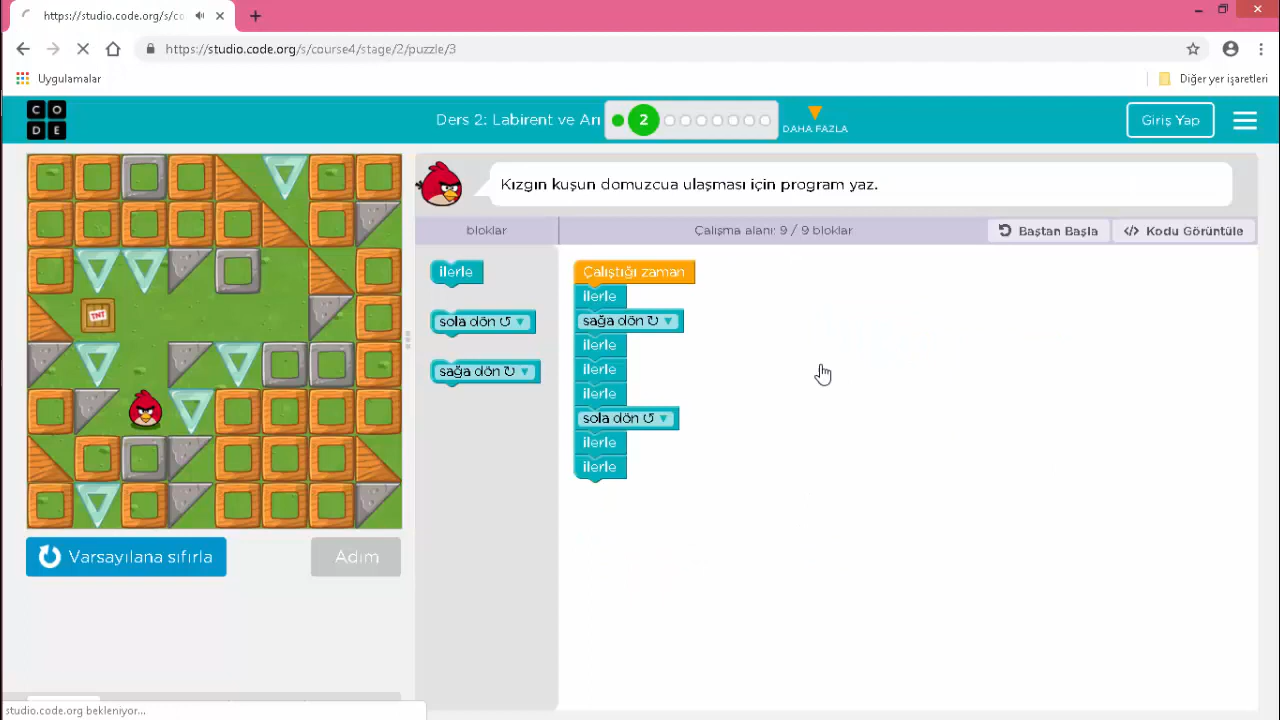 https://studio.code.org/s/co
https://studio.code.org/s/course4/stage/2/puzzle/3
Uygulamalar
Diğer yer işaretleri
CO
DE
Ders 2: Labirent ve Arı
2
DAHA FAZLA
Giriş Yap
Kızgın kuşun domuzcua ulaşması için program yaz.
bloklar
Çalışma alanı: 9 / 9 bloklar
Baştan Başla
</> Kodu Görüntüle
ilerle
sola dön ↺ ▼
sağa dön ↻ ▼
Çalıştığı zaman
ilerle
sağa dön ↻ ▼
ilerle
ilerle
ilerle
sola dön ↺ ▼
ilerle
ilerle
TNT
Varsayılana sıfırla
Adım
studio.code.org bekleniyor...